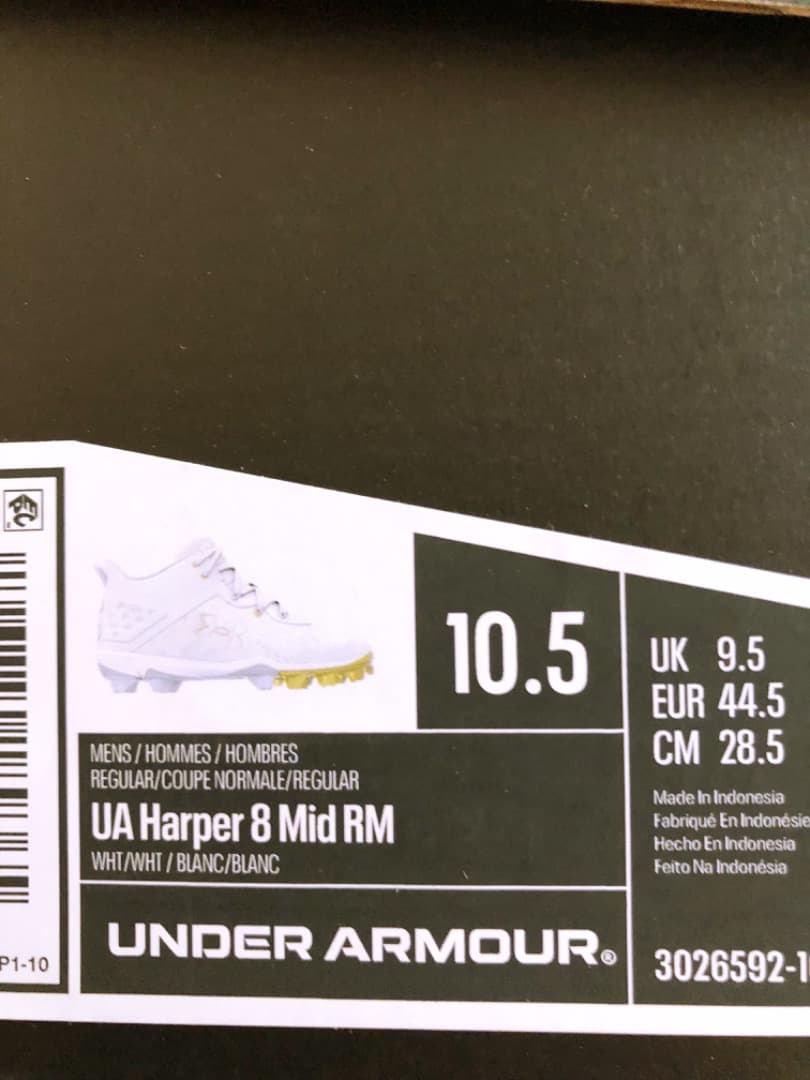 10.5
UK 9.5
EUR 44.5
CM 28.5
MENS / HOMMES / HOMBRES
REGULAR/COUPE NORMALE/REGULAR
UA Harper 8 Mid RM
WHT/WHT / BLANC/BLANC
Made In Indonesia
Fabriqué En Indonésie
Hecho En Indonesia
Feito Na Indonésia
UNDER ARMOUR®
3026592-1
P1-10